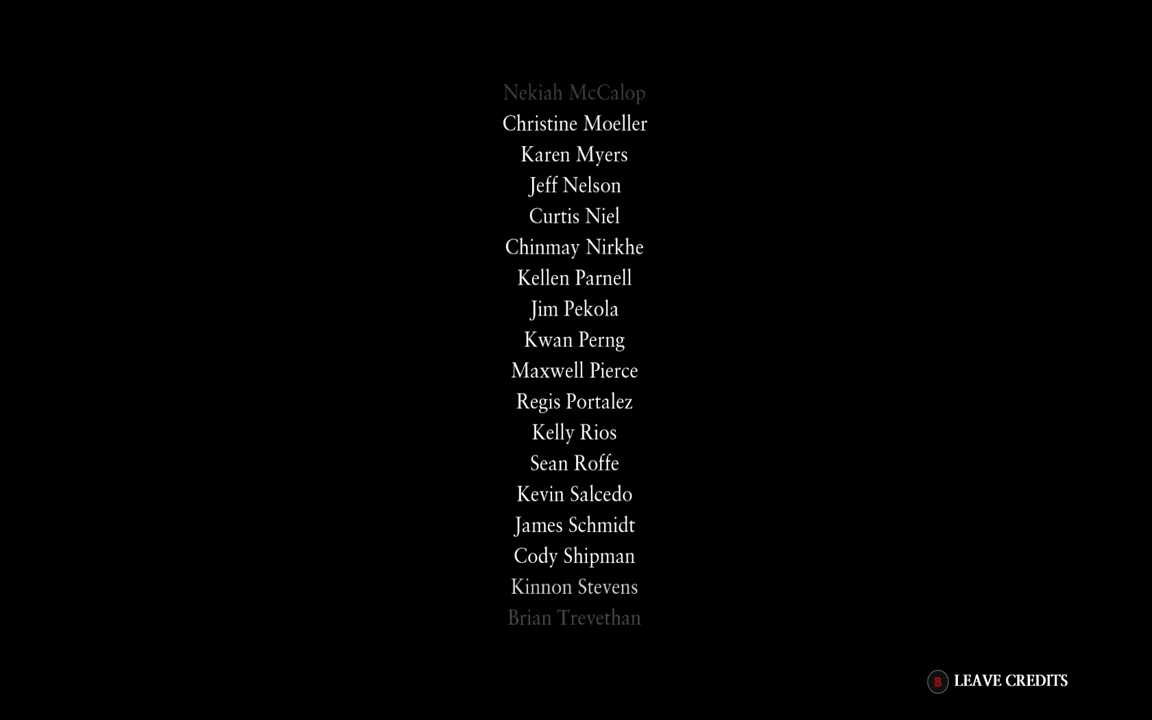 Nekiah McCalop
Christine Moeller
Karen Myers
Jeff Nelson
Curtis Niel
Chinmay Nirkhe
Kellen Parnell
Jim Pekola
Kwan Perng
Maxwell Pierce
Regis Portalez
Kelly Rios
Sean Roffe
Kevin Salcedo
James Schmidt
Cody Shipman
Kinnon Stevens
Brian Trevethan
B LEAVE CREDITS